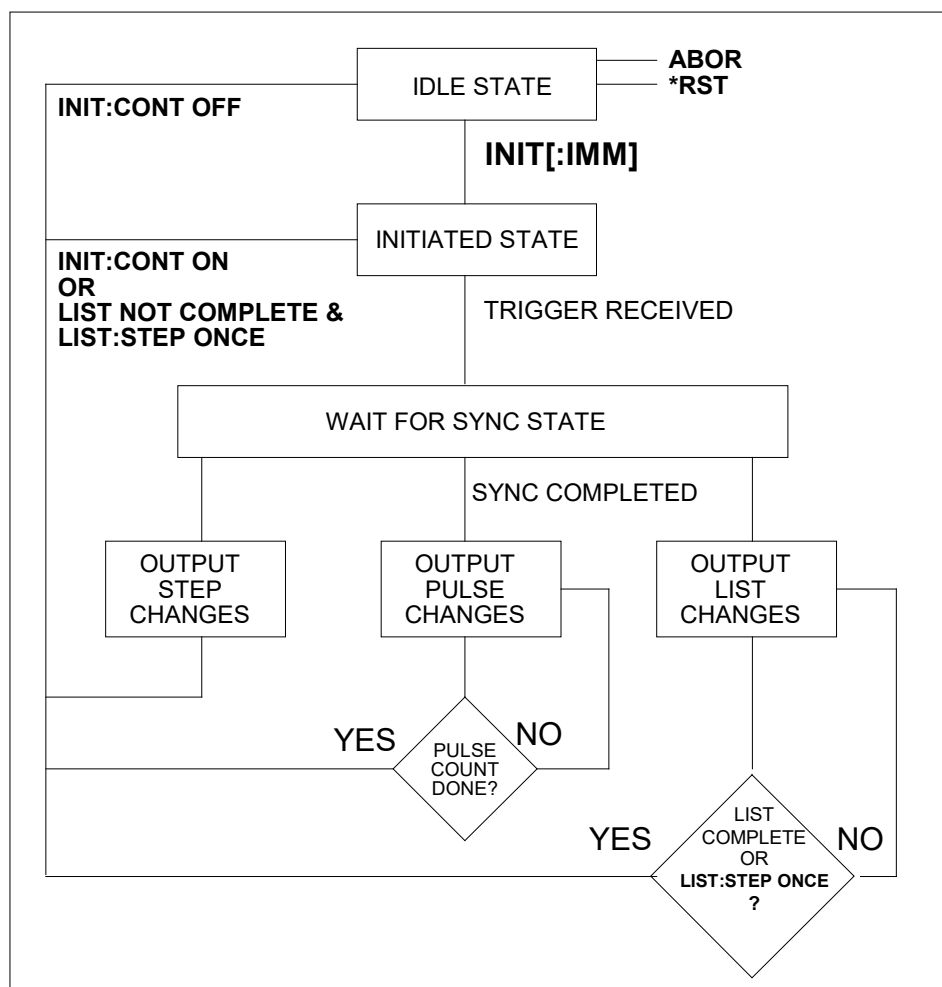 ABOR
IDLE STATE
*RST
INIT:CONT OFF
INIT[:IMM]
INITIATED STATE
INIT:CONT ON
OR
LIST NOT COMPLETE &
LIST:STEP ONCE
TRIGGER RECEIVED
WAIT FOR SYNC STATE
SYNC COMPLETED
OUTPUT
STEP
CHANGES
OUTPUT
PULSE
CHANGES
OUTPUT
LIST
CHANGES
YES
NO
PULSE
COUNT
DONE?
YES
NO
LIST
COMPLETE
OR
LIST:STEP ONCE
?